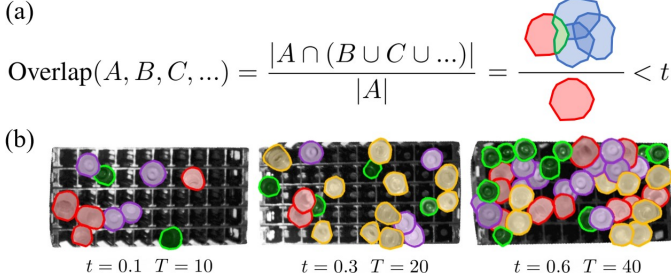 (a)
Overlap(A, B, C, ...) = |A ∩ (B ∪ C ∪ ...)| / |A| = < t
(b)
t = 0.1 T = 10 t = 0.3 T = 20 t = 0.6 T = 40